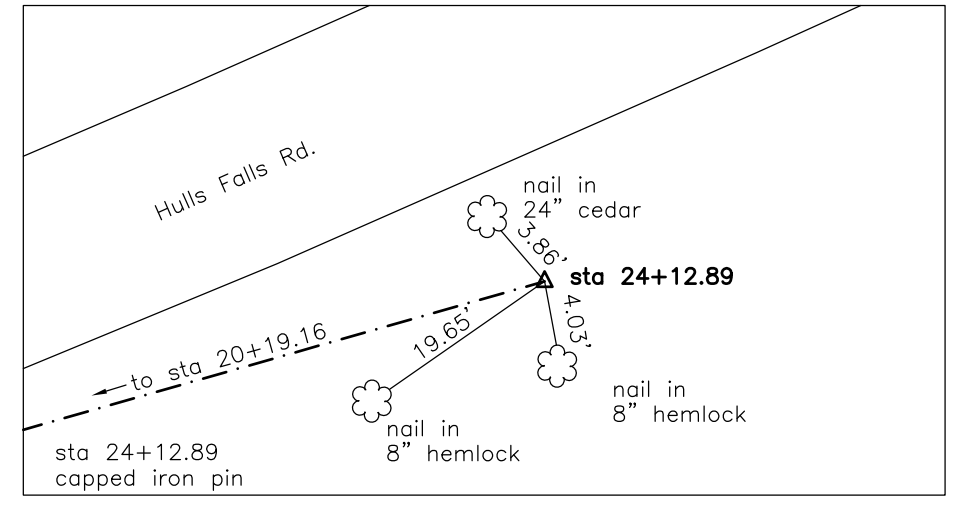 Hulls Falls Rd.
nail in
24" cedar
3.86'
sta 24+12.89
4.03'
19.65'
to sta 20+19.16
nail in
8" hemlock
nail in
8" hemlock
sta 24+12.89
capped iron pin